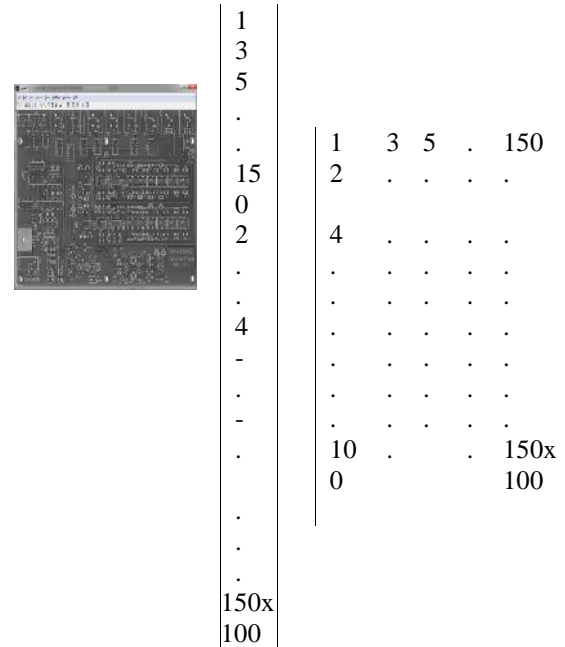 1
3
5
.
.
15
0
2
.
.
4
-
.
-
.
.
.
.
150x
100
1 3 5 . 150
2 . . . .
4 . . . .
. . . . .
. . . . .
. . . . .
. . . . .
. . . . .
. . . . .
10 . . 150x
0 100